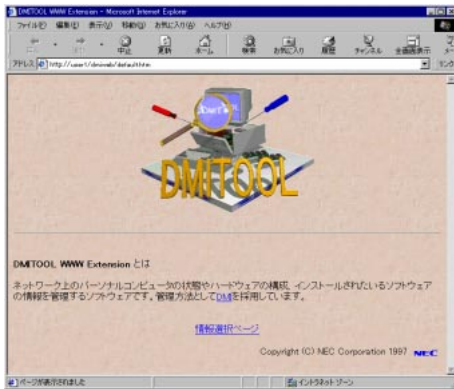 DMITOOL WWW Extension - Microsoft Internet Explorer
ファイル(F) 編集(E) 表示(V) 移動(G) お気に入り(A) ヘルプ(H)
中止 更新 ホーム 検索 お気に入り 履歴 チャンネル 全画面表示
アドレス http://user1/dmiweb/default.htm
DMITOOL
DMITOOL WWW Extension とは
ネットワーク上のパーソナルコンピュータの状態やハードウェアの構成、インストールされているソフトウェア
の情報を管理するソフトウェアです。管理方法としてDMIを採用しています。
情報選択ページ
Copyright (C) NEC Corporation 1997 NEC
ページが表示されました イントラネット ゾーン